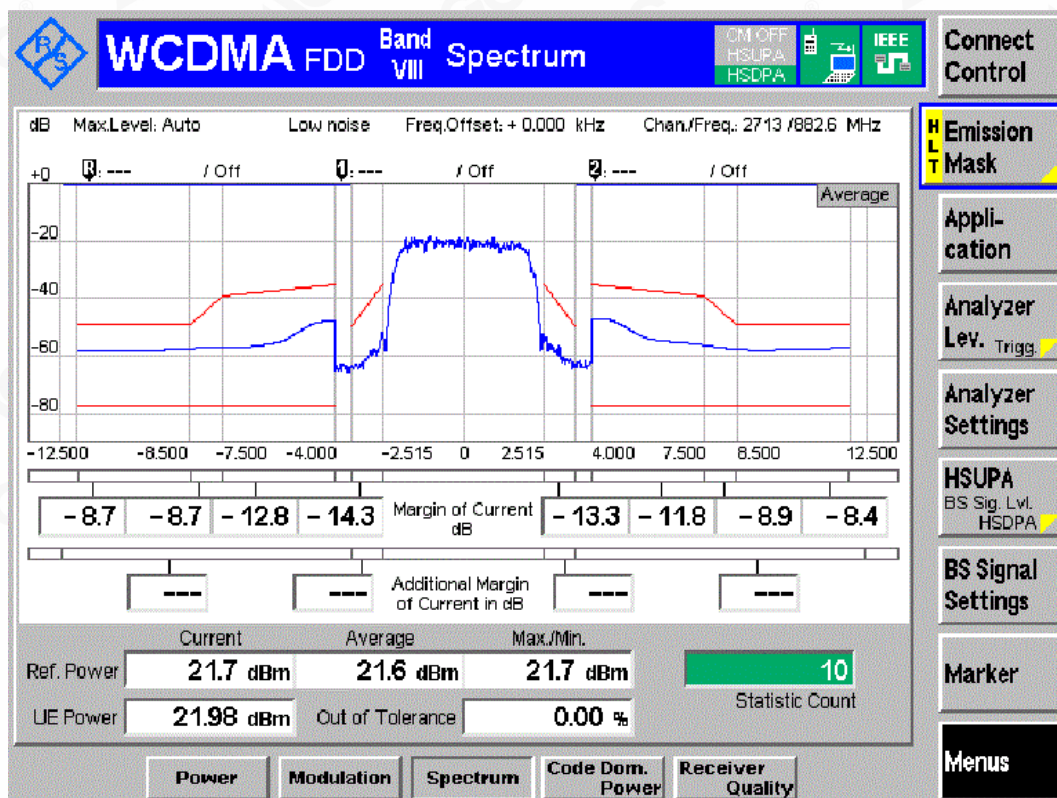 R&S
WCDMA FDD Band VIII Spectrum
CM OFF
HSUPA
HSDPA
IEEE
Connect Control
dB Max.Level: Auto Low noise Freq.Offset: + 0.000 kHz Chan./Freq.: 2713 /882.6 MHz
HLT
Emission Mask
R: --- / Off 1: --- / Off 2: --- / Off
+0
Average
-20
-40
-60
-80
-12.500 -8.500 -7.500 -4.000 -2.515 0 2.515 4.000 7.500 8.500 12.500
-8.7 -8.7 -12.8 -14.3 Margin of Current dB -13.3 -11.8 -8.9 -8.4
--- --- Additional Margin of Current in dB --- ---
Current Average Max./Min.
Ref. Power 21.7 dBm 21.6 dBm 21.7 dBm 10
Statistic Count
UE Power 21.98 dBm Out of Tolerance 0.00 %
Appli-
cation
Analyzer
Lev. Trigg.
Analyzer
Settings
HSUPA
BS Sig. Lvl.
HSDPA
BS Signal
Settings
Marker
Menus
Power Modulation Spectrum Code Dom. Power Receiver Quality